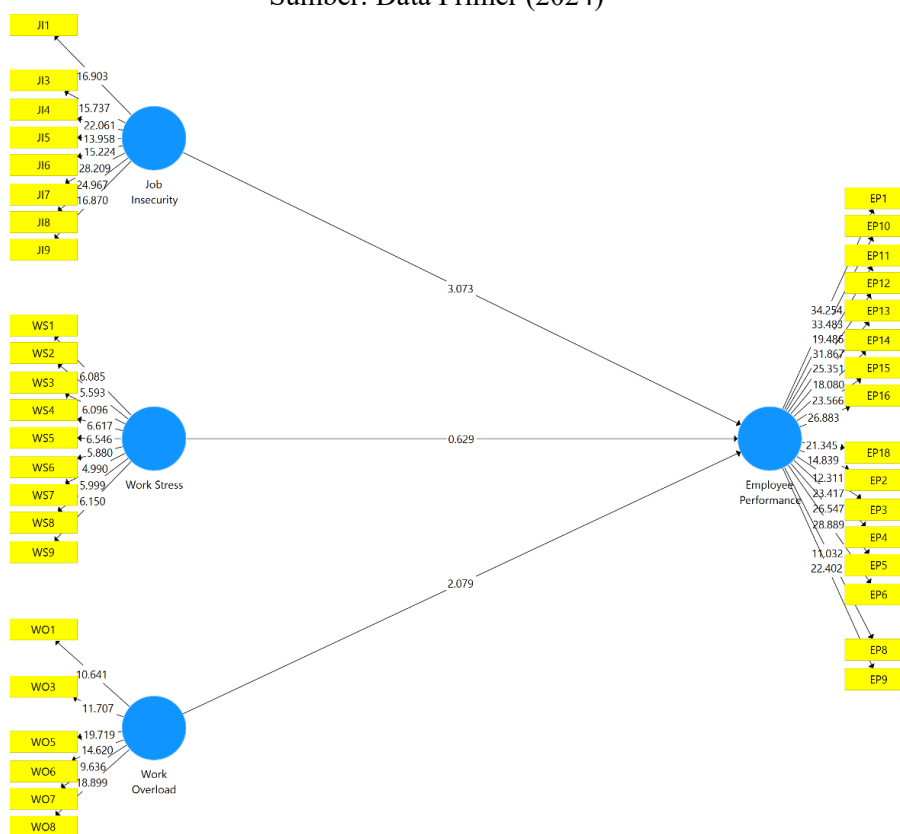 Sumber: Data Primer (2024)
JI1
JI3
JI4
JI5
JI6
JI7
JI8
JI9
16.903
15.737
22.061
13.958
15.224
28.209
24.967
16.870
Job
Insecurity
3.073
WS1
WS2
WS3
WS4
WS5
WS6
WS7
WS8
WS9
6.085
5.593
6.096
6.617
6.546
5.880
4.990
5.999
6.150
Work Stress
0.629
WO1
WO3
WO5
WO6
WO7
WO8
10.641
11.707
19.719
14.620
9.636
18.899
Work
Overload
2.079
Employee
Performance
34.254
33.483
19.486
31.867
25.351
18.080
23.566
26.883
21.345
14.839
12.311
23.417
26.547
28.889
11.032
22.402
EP1
EP10
EP11
EP12
EP13
EP14
EP15
EP16
EP18
EP2
EP3
EP4
EP5
EP6
EP8
EP9